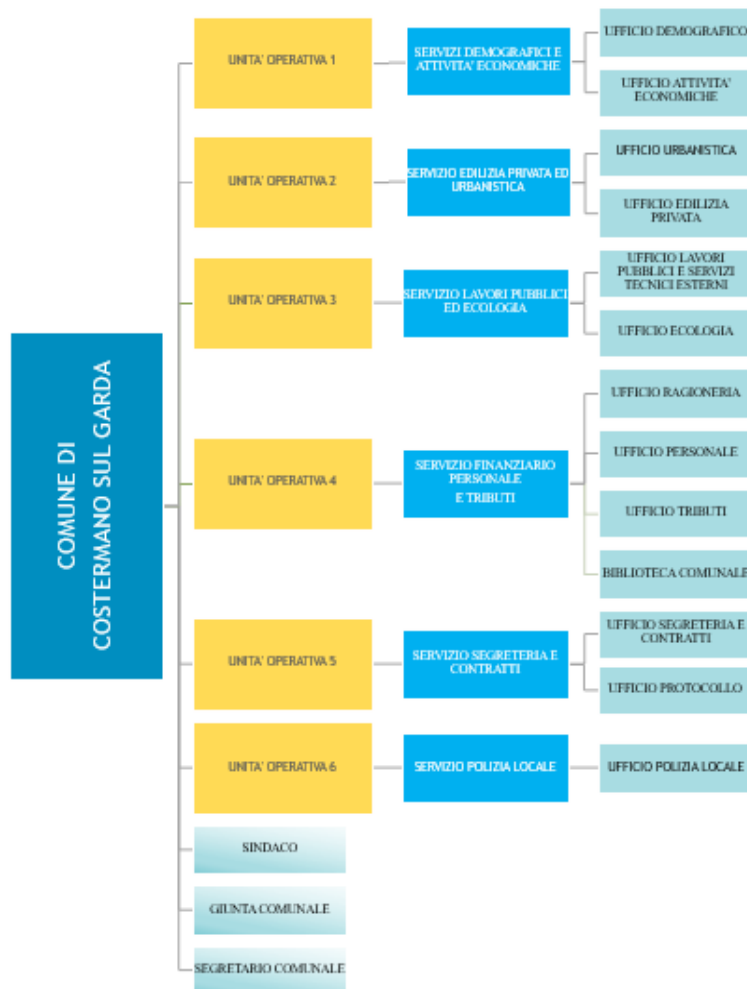 COMUNE DI
COSTERMANO SUL GARDA
UNITA' OPERATIVA 1
SERVIZI DEMOGRAFICI E
ATTIVITA' ECONOMICHE
UFFICIO DEMOGRAFICO
UFFICIO ATTIVITA'
ECONOMICHE
UNITA' OPERATIVA 2
SERVIZIO EDILIZIA PRIVATA ED
URBANISTICA
UFFICIO URBANISTICA
UFFICIO EDILIZIA
PRIVATA
UNITA' OPERATIVA 3
SERVIZIO LAVORI PUBBLICI
ED ECOLOGIA
UFFICIO LAVORI
PUBBLICI E SERVIZI
TECNICI ESTERNI
UFFICIO ECOLOGIA
UNITA' OPERATIVA 4
SERVIZIO FINANZIARIO
PERSONALE
E TRIBUTI
UFFICIO RAGIONERIA
UFFICIO PERSONALE
UFFICIO TRIBUTI
BIBLIOTECA COMUNALE
UNITA' OPERATIVA 5
SERVIZIO SEGRETERIA E
CONTRATTI
UFFICIO SEGRETERIA E
CONTRATTI
UFFICIO PROTOCOLLO
UNITA' OPERATIVA 6
SERVIZIO POLIZIA LOCALE
UFFICIO POLIZIA LOCALE
SINDACO
GIUNTA COMUNALE
SEGRETARIO COMUNALE